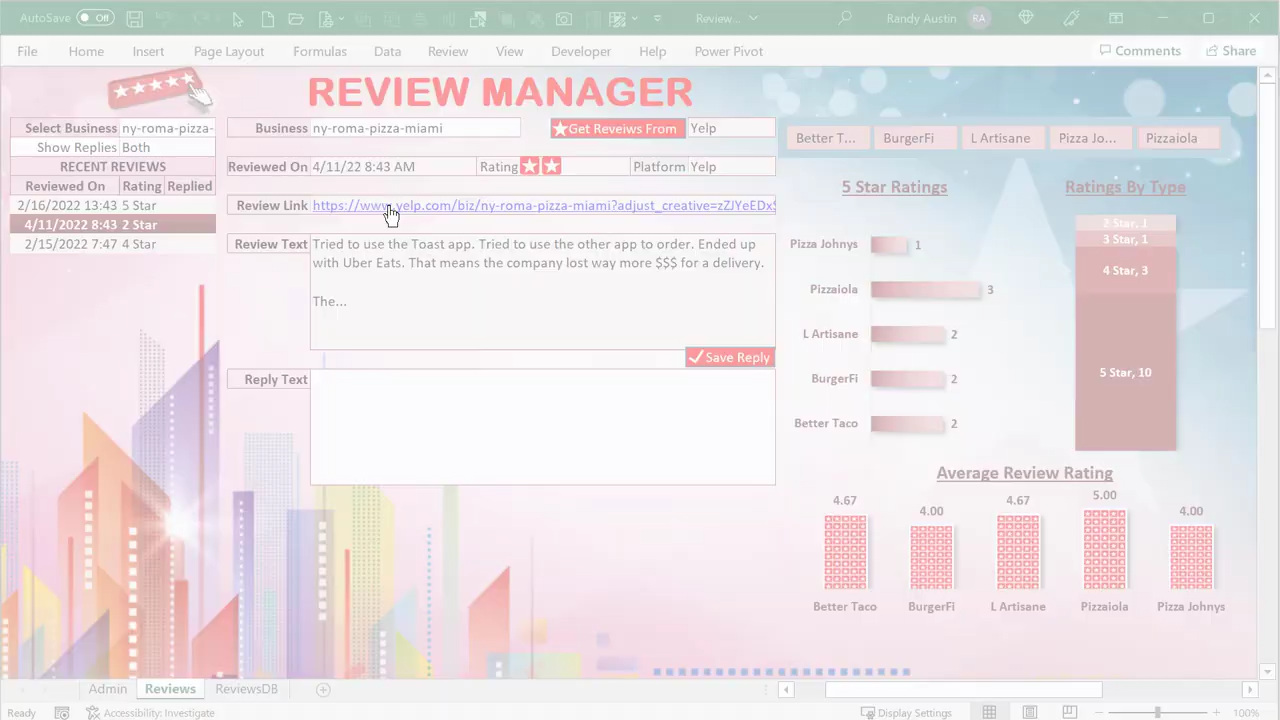 AutoSave Off Review... Randy Austin RA
File Home Insert Page Layout Formulas Data Review View Developer Help Power Pivot Comments Share
REVIEW MANAGER
Select Business ny-roma-pizza-
Show Replies Both
RECENT REVIEWS
Reviewed On Rating Replied
2/16/2022 13:43 5 Star
4/11/2022 8:43 2 Star
2/15/2022 7:47 4 Star
Business ny-roma-pizza-miami Get Reveiws From Yelp
Reviewed On 4/11/22 8:43 AM Rating Platform Yelp
Review Link https://www.yelp.com/biz/ny-roma-pizza-miami?adjust_creative=zZJYeEDxS
Review Text Tried to use the Toast app. Tried to use the other app to order. Ended up
with Uber Eats. That means the company lost way more $$$ for a delivery.
The...
Save Reply
Reply Text
Better T... BurgerFi L Artisane Pizza Jo... Pizzaiola
5 Star Ratings
Pizza Johnys 1
Pizzaiola 3
L Artisane 2
BurgerFi 2
Better Taco 2
Ratings By Type
2 Star, 1
3 Star, 1
4 Star, 3
5 Star, 10
Average Review Rating
4.67 4.00 4.67 5.00 4.00
Better Taco BurgerFi L Artisane Pizzaiola Pizza Johnys
Admin Reviews ReviewsDB
Ready Accessibility: Investigate Display Settings 100%